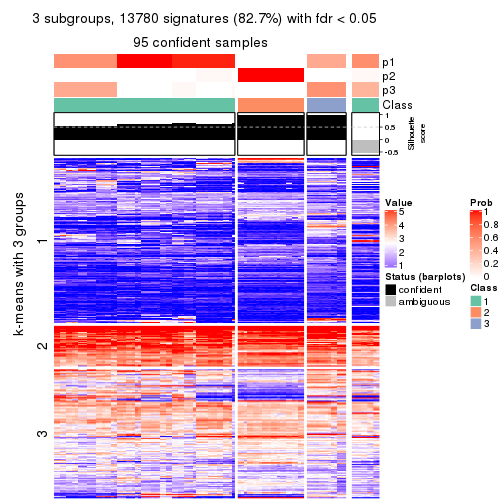 3 subgroups, 13780 signatures (82.7%) with fdr < 0.05
95 confident samples
p1
p2
p3
Class
1
0.5
0
-0.5
Silhouette
score
k-means with 3 groups
1
2
3
Value
5
4
3
2
1
Status (barplots)
confident
ambiguous
Prob
1
0.8
0.6
0.4
0.2
0
Class
1
2
3